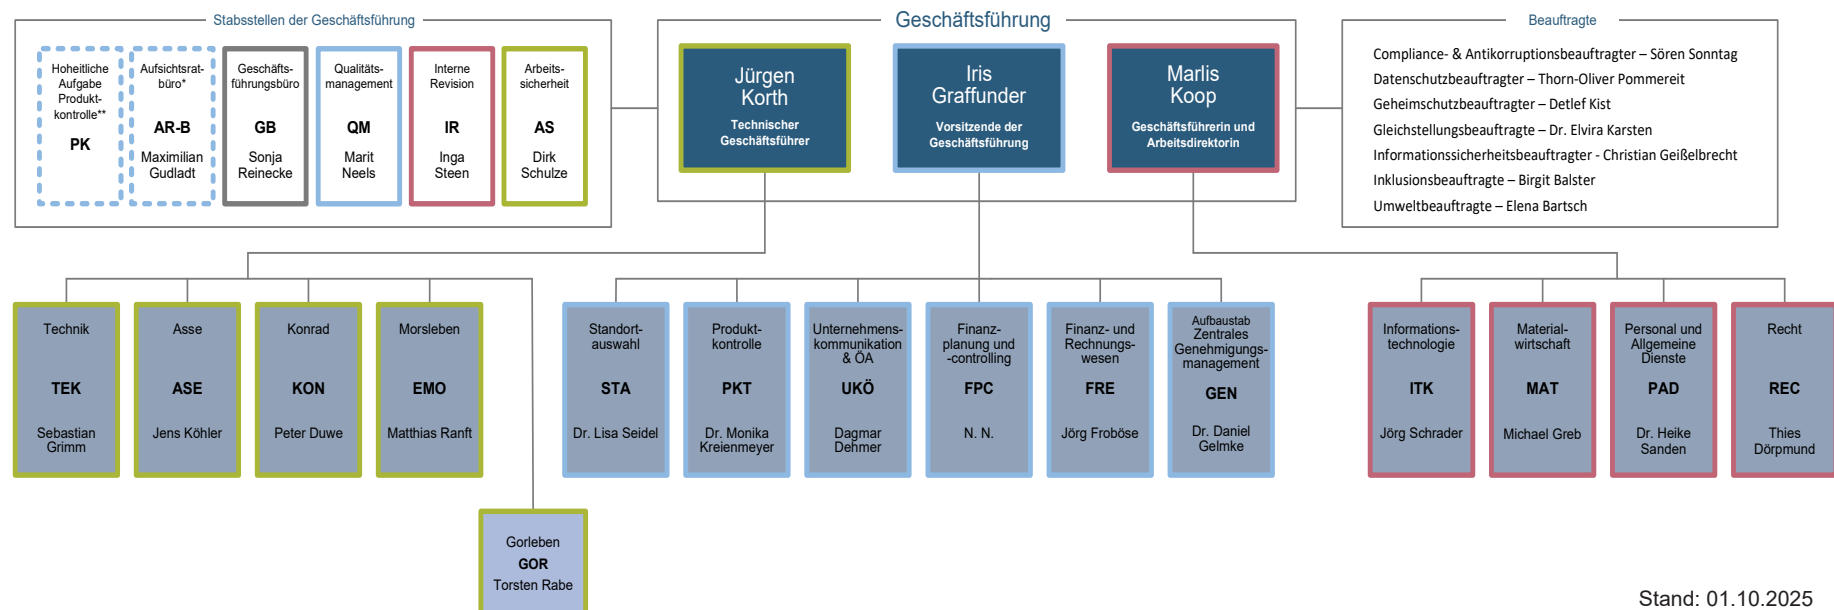 Stabsstellen der Geschäftsführung
Hoheitliche
Aufgabe
Produkt-
kontrolle**
PK
Aufsichtsrat-
büro*
AR-B
Maximilian
Gudladt
Geschäfts-
führungsbüro
GB
Sonja
Reinecke
Qualitäts-
management
QM
Marit
Neels
Interne
Revision
IR
Inga
Steen
Arbeits-
sicherheit
AS
Dirk
Schulze
Geschäftsführung
Jürgen
Korth
Technischer
Geschäftsführer
Iris
Graffunder
Vorsitzende der
Geschäftsführung
Marlis
Koop
Geschäftsführerin und
Arbeitsdirektorin
Beauftragte
Compliance- & Antikorruptionsbeauftragter – Sören Sonntag
Datenschutzbeauftragter – Thorn-Oliver Pommereit
Geheimschutzbeauftragter – Detlef Kist
Gleichstellungsbeauftragte – Dr. Elvira Karsten
Informationssicherheitsbeauftragter - Christian Geißelbrecht
Inklusionsbeauftragte – Birgit Balster
Umweltbeauftragte – Elena Bartsch
Technik
TEK
Sebastian
Grimm
Asse
ASE
Jens Köhler
Konrad
KON
Peter Duwe
Morsleben
EMO
Matthias Ranft
Gorleben
GOR
Torsten Rabe
Standort-
auswahl
STA
Dr. Lisa Seidel
Produkt-
kontrolle
PKT
Dr. Monika
Kreienmeyer
Unternehmens-
kommunikation
& ÖA
UKÖ
Dagmar
Dehmer
Finanz-
planung und
-controlling
FPC
N. N.
Finanz- und
Rechnungs-
wesen
FRE
Jörg Froböse
Aufbaustab
Zentrales
Genehmigungs-
management
GEN
Dr. Daniel
Gelmke
Informations-
technologie
ITK
Jörg Schrader
Material-
wirtschaft
MAT
Michael Greb
Personal und
Allgemeine
Dienste
PAD
Dr. Heike
Sanden
Recht
REC
Thies
Dörpmund
Stand: 01.10.2025